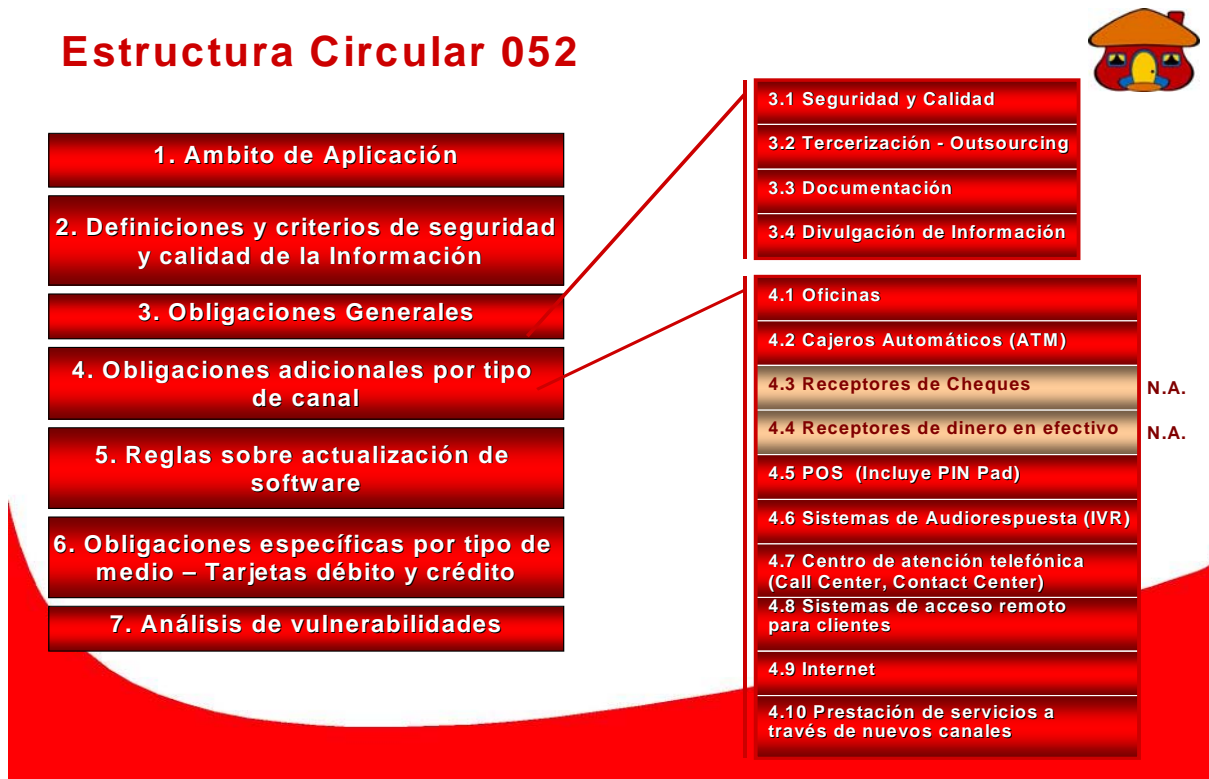 Estructura Circular 052
1. Ambito de Aplicación
2. Definiciones y criterios de seguridad
y calidad de la Información
3. Obligaciones Generales
4. Obligaciones adicionales por tipo
de canal
5. Reglas sobre actualización de
software
6. Obligaciones específicas por tipo de
medio – Tarjetas débito y crédito
7. Análisis de vulnerabilidades
3.1 Seguridad y Calidad
3.2 Tercerización - Outsourcing
3.3 Documentación
3.4 Divulgación de Información
4.1 Oficinas
4.2 Cajeros Automáticos (ATM)
4.3 Receptores de Cheques
N.A.
4.4 Receptores de dinero en efectivo
N.A.
4.5 POS (Incluye PIN Pad)
4.6 Sistemas de Audiorespuesta (IVR)
4.7 Centro de atención telefónica
(Call Center, Contact Center)
4.8 Sistemas de acceso remoto
para clientes
4.9 Internet
4.10 Prestación de servicios a
través de nuevos canales